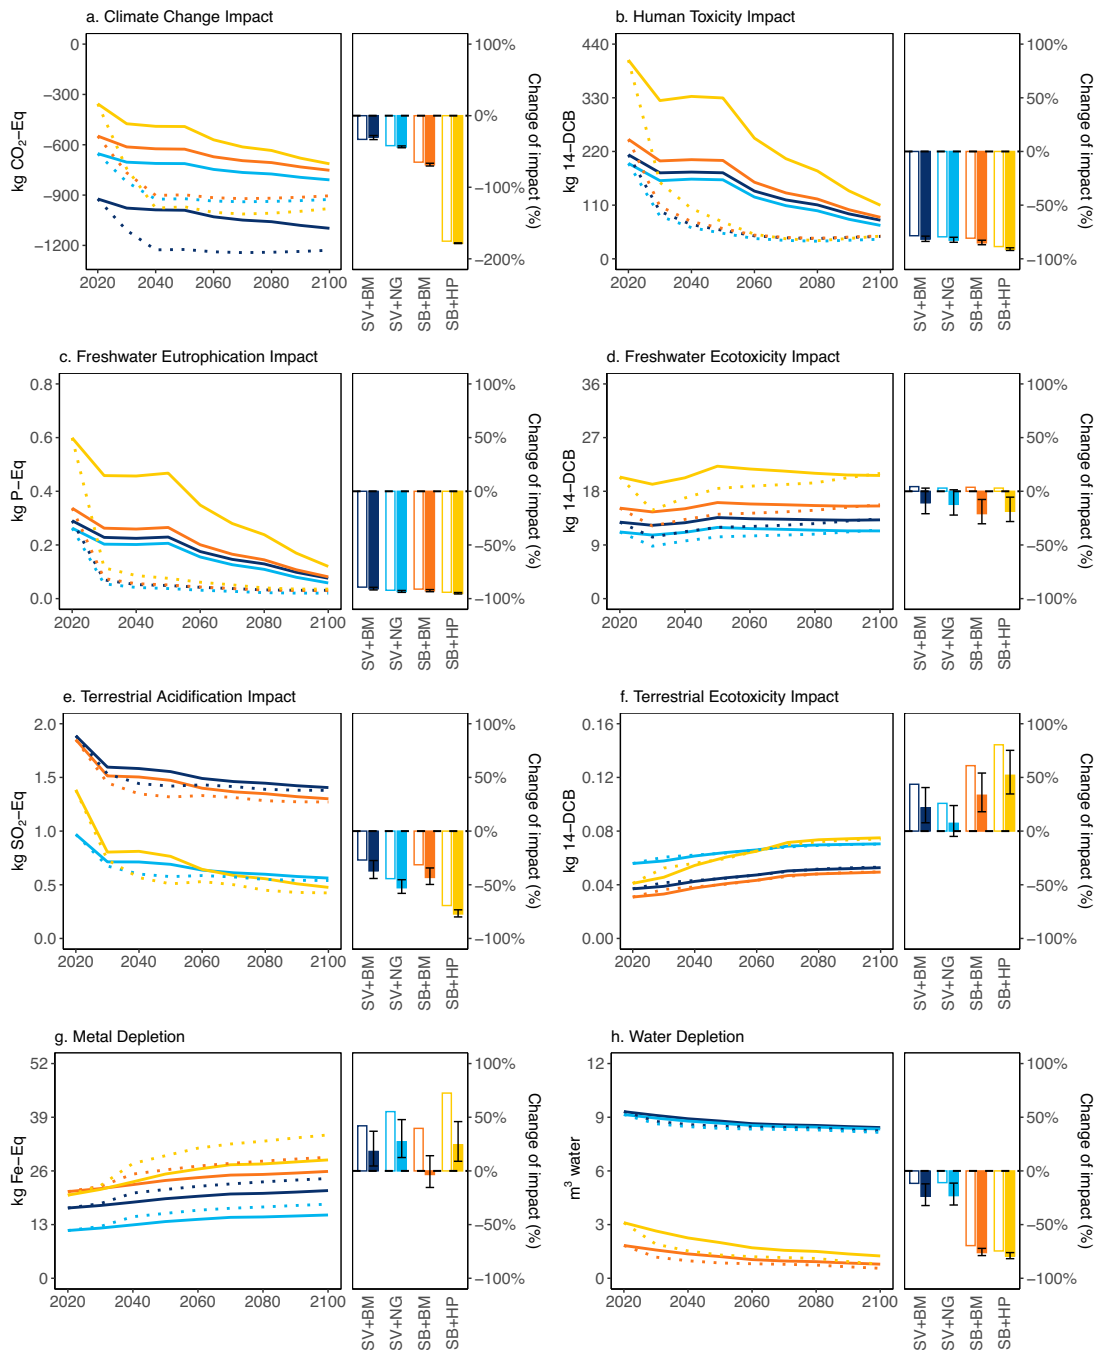 a. Climate Change Impact
kg CO2−Eq
0
−300
−600
−900
−1200
2020 2040 2060 2080 2100
100%
0%
−100%
−200%
Change of impact (%)
SV+BM
SV+NG
SB+BM
SB+HP
b. Human Toxicity Impact
kg 14−DCB
440
330
220
110
0
2020 2040 2060 2080 2100
100%
50%
0%
−50%
−100%
Change of impact (%)
SV+BM
SV+NG
SB+BM
SB+HP
c. Freshwater Eutrophication Impact
kg P−Eq
0.8
0.6
0.4
0.2
0.0
2020 2040 2060 2080 2100
100%
50%
0%
−50%
−100%
Change of impact (%)
SV+BM
SV+NG
SB+BM
SB+HP
d. Freshwater Ecotoxicity Impact
kg 14−DCB
36
27
18
9
0
2020 2040 2060 2080 2100
100%
50%
0%
−50%
−100%
Change of impact (%)
SV+BM
SV+NG
SB+BM
SB+HP
e. Terrestrial Acidification Impact
kg SO2−Eq
2.0
1.5
1.0
0.5
0.0
2020 2040 2060 2080 2100
100%
50%
0%
−50%
−100%
Change of impact (%)
SV+BM
SV+NG
SB+BM
SB+HP
f. Terrestrial Ecotoxicity Impact
kg 14−DCB
0.16
0.12
0.08
0.04
0.00
2020 2040 2060 2080 2100
100%
50%
0%
−50%
−100%
Change of impact (%)
SV+BM
SV+NG
SB+BM
SB+HP
g. Metal Depletion
kg Fe−Eq
52
39
26
13
0
2020 2040 2060 2080 2100
100%
50%
0%
−50%
−100%
Change of impact (%)
SV+BM
SV+NG
SB+BM
SB+HP
h. Water Depletion
m3 water
12
9
6
3
0
2020 2040 2060 2080 2100
100%
50%
0%
−50%
−100%
Change of impact (%)
SV+BM
SV+NG
SB+BM
SB+HP